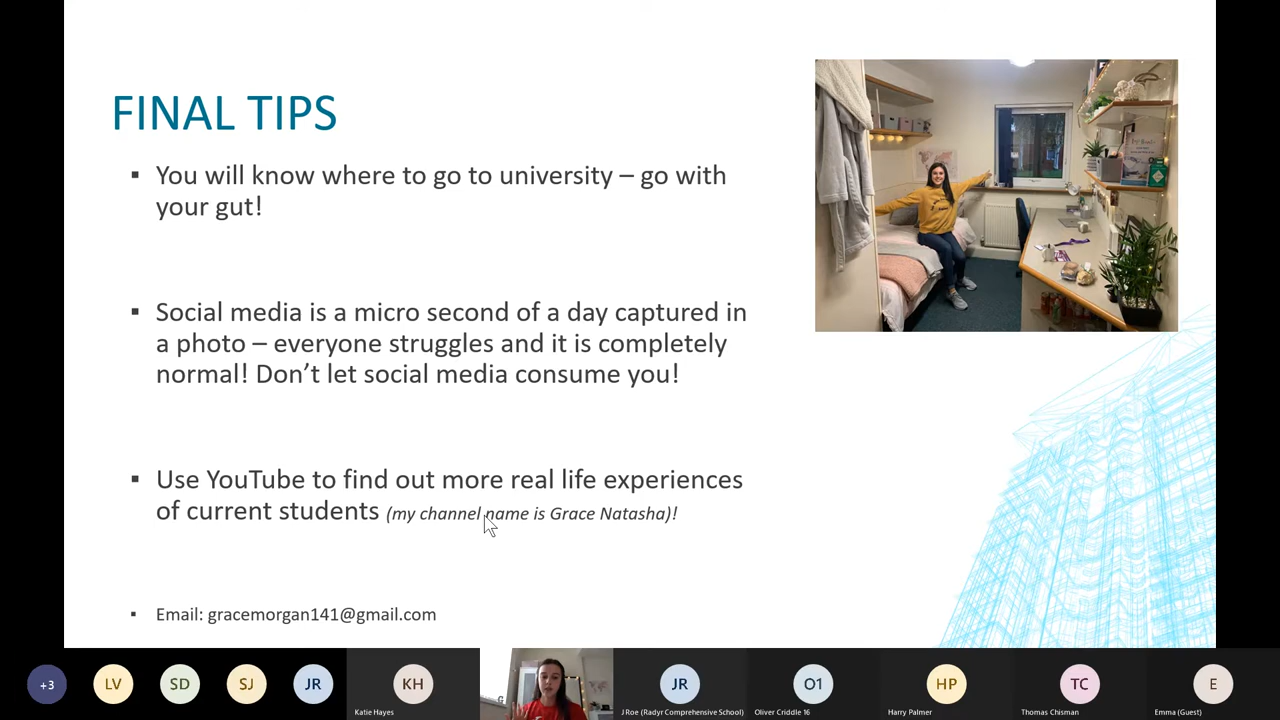 FINAL TIPS
▪ You will know where to go to university – go with
your gut!
▪ Social media is a micro second of a day captured in
a photo – everyone struggles and it is completely
normal! Don’t let social media consume you!
▪ Use YouTube to find out more real life experiences
of current students (my channel name is Grace Natasha)!
▪ Email: gracemorgan141@gmail.com
+3 LV SD SJ JR KH JR O1 HP TC E
Katie Hayes J Roe (Radyr Comprehensive School) Oliver Criddle 16 Harry Palmer Thomas Chisman Emma (Guest)